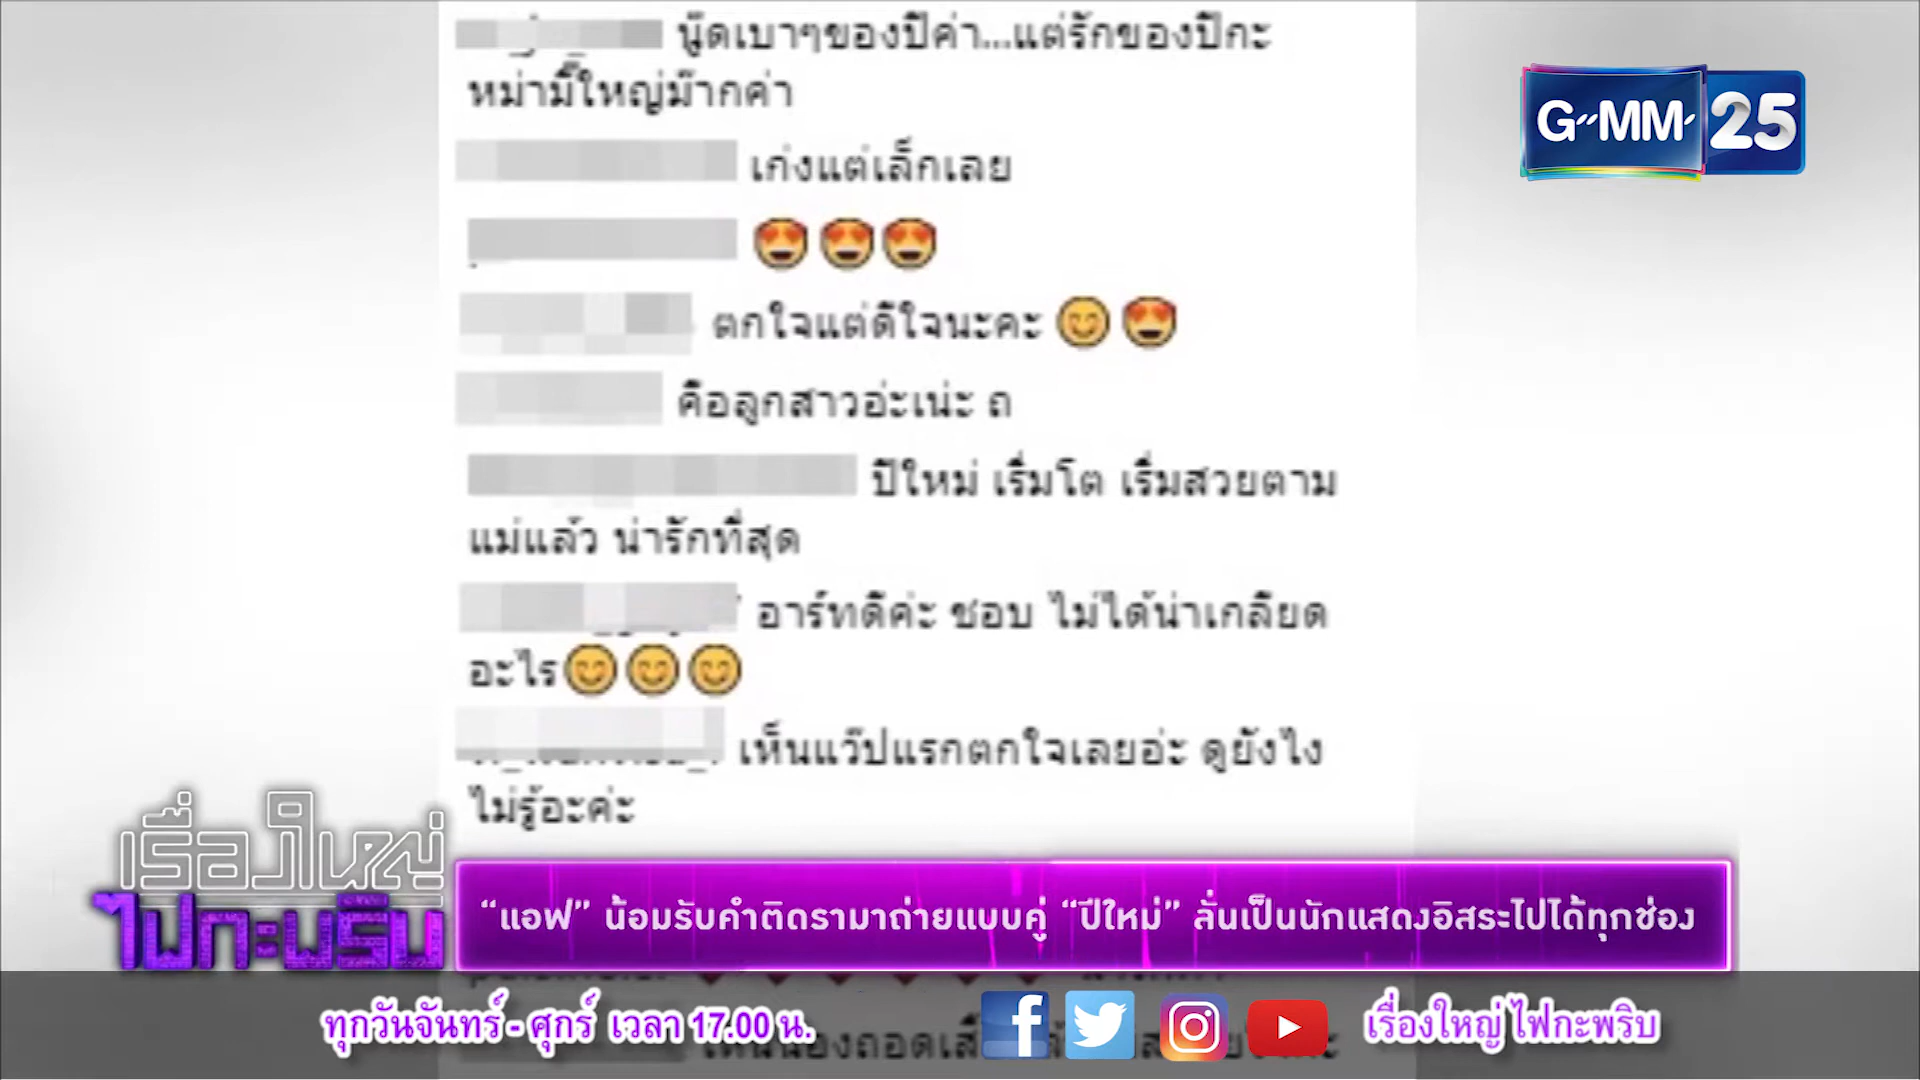 นู๊ดเบาๆของปีค่า...แต่รักของปีกะ
หม่ามี๊ใหญ่ม๊ากค่า
G-MM 25
เก่งแต่เล็กเลย
ตกใจแต่ดีใจนะคะ
คือลูกสาวอ่ะเน่ะ ถ
ปีใหม่ เริ่มโต เริ่มสวยตาม
แม่แล้ว น่ารักที่สุด
อาร์ทดีค่ะ ชอบ ไม่ได้น่าเกลียด
อะไร
เห็นแว๊ปแรกตกใจเลยอ่ะ ดูยังไง
ไม่รู้อะค่ะ
เรื่องใหญ่
ไฟกะพริบ
“แอฟ” น้อมรับคำติดรามาถ่ายแบบคู่ “ปีใหม่” ลั่นเป็นนักแสดงอิสระไปได้ทุกช่อง
ทุกวันจันทร์ - ศุกร์ เวลา 17.00 น.
เรื่องใหญ่ ไฟกะพริบ